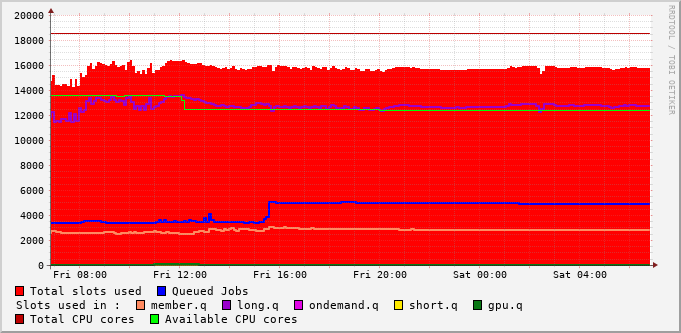 RRDTOOL / TOBI OETIKER
20000
18000
16000
14000
12000
10000
8000
6000
4000
2000
0
Fri 08:00 Fri 12:00 Fri 16:00 Fri 20:00 Sat 00:00 Sat 04:00
Total slots used Queued Jobs
Slots used in : member.q long.q ondemand.q short.q gpu.q
Total CPU cores Available CPU cores